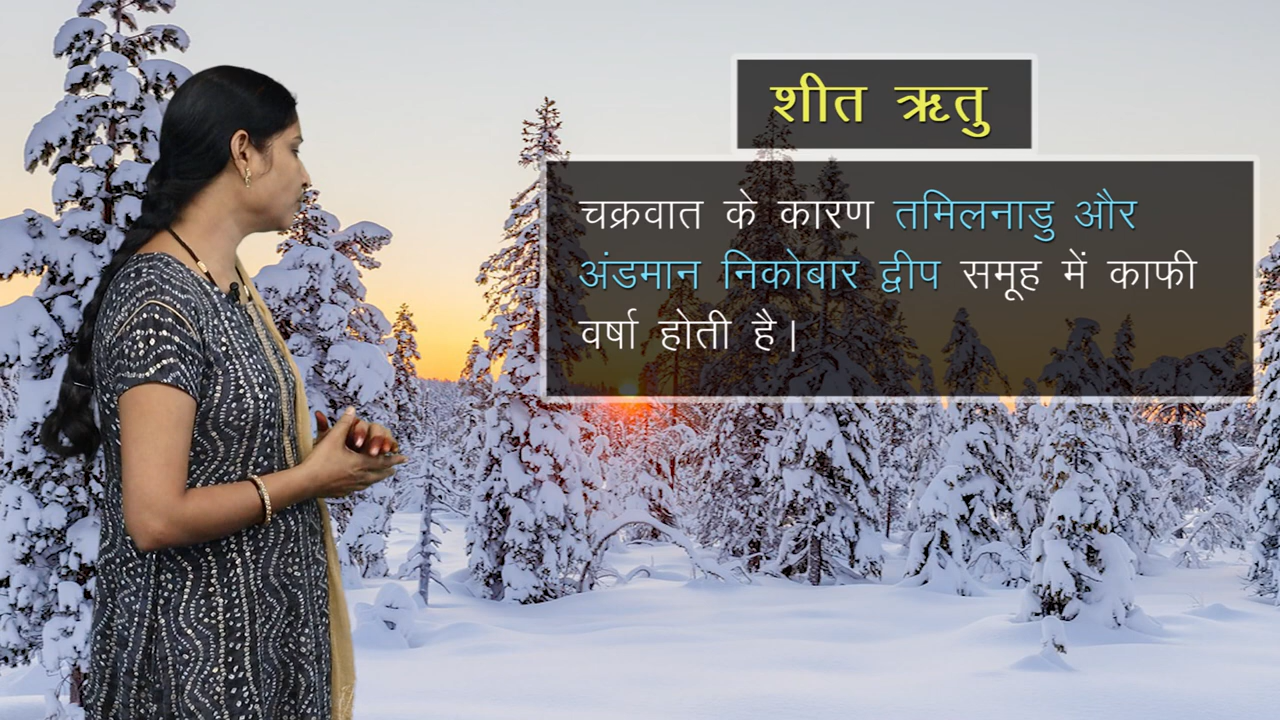 शीत ऋतु
चक्रवात के कारण तमिलनाडु और
अंडमान निकोबार द्वीप समूह में काफी
वर्षा होती है।